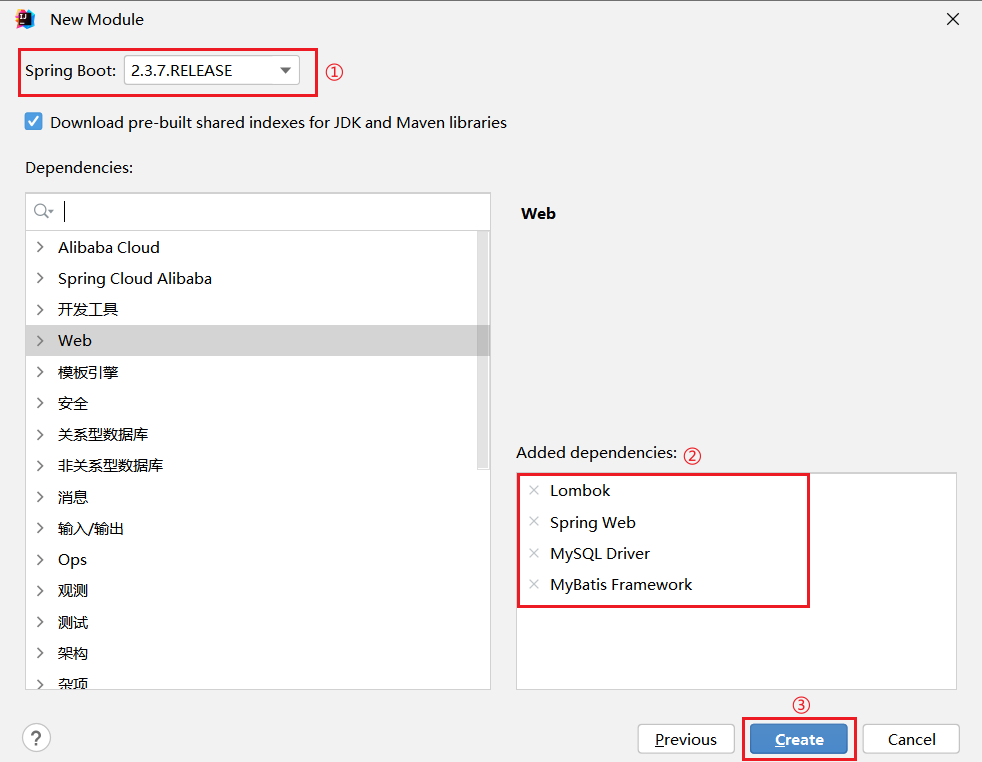 New Module
Spring Boot: 2.3.7.RELEASE ①
Download pre-built shared indexes for JDK and Maven libraries
Dependencies:
Alibaba Cloud
Spring Cloud Alibaba
开发工具
Web
模板引擎
安全
关系型数据库
非关系型数据库
消息
输入/输出
Ops
观测
测试
架构
杂项
Web
Added dependencies: ②
Lombok
Spring Web
MySQL Driver
MyBatis Framework
③
?
Previous
Create
Cancel